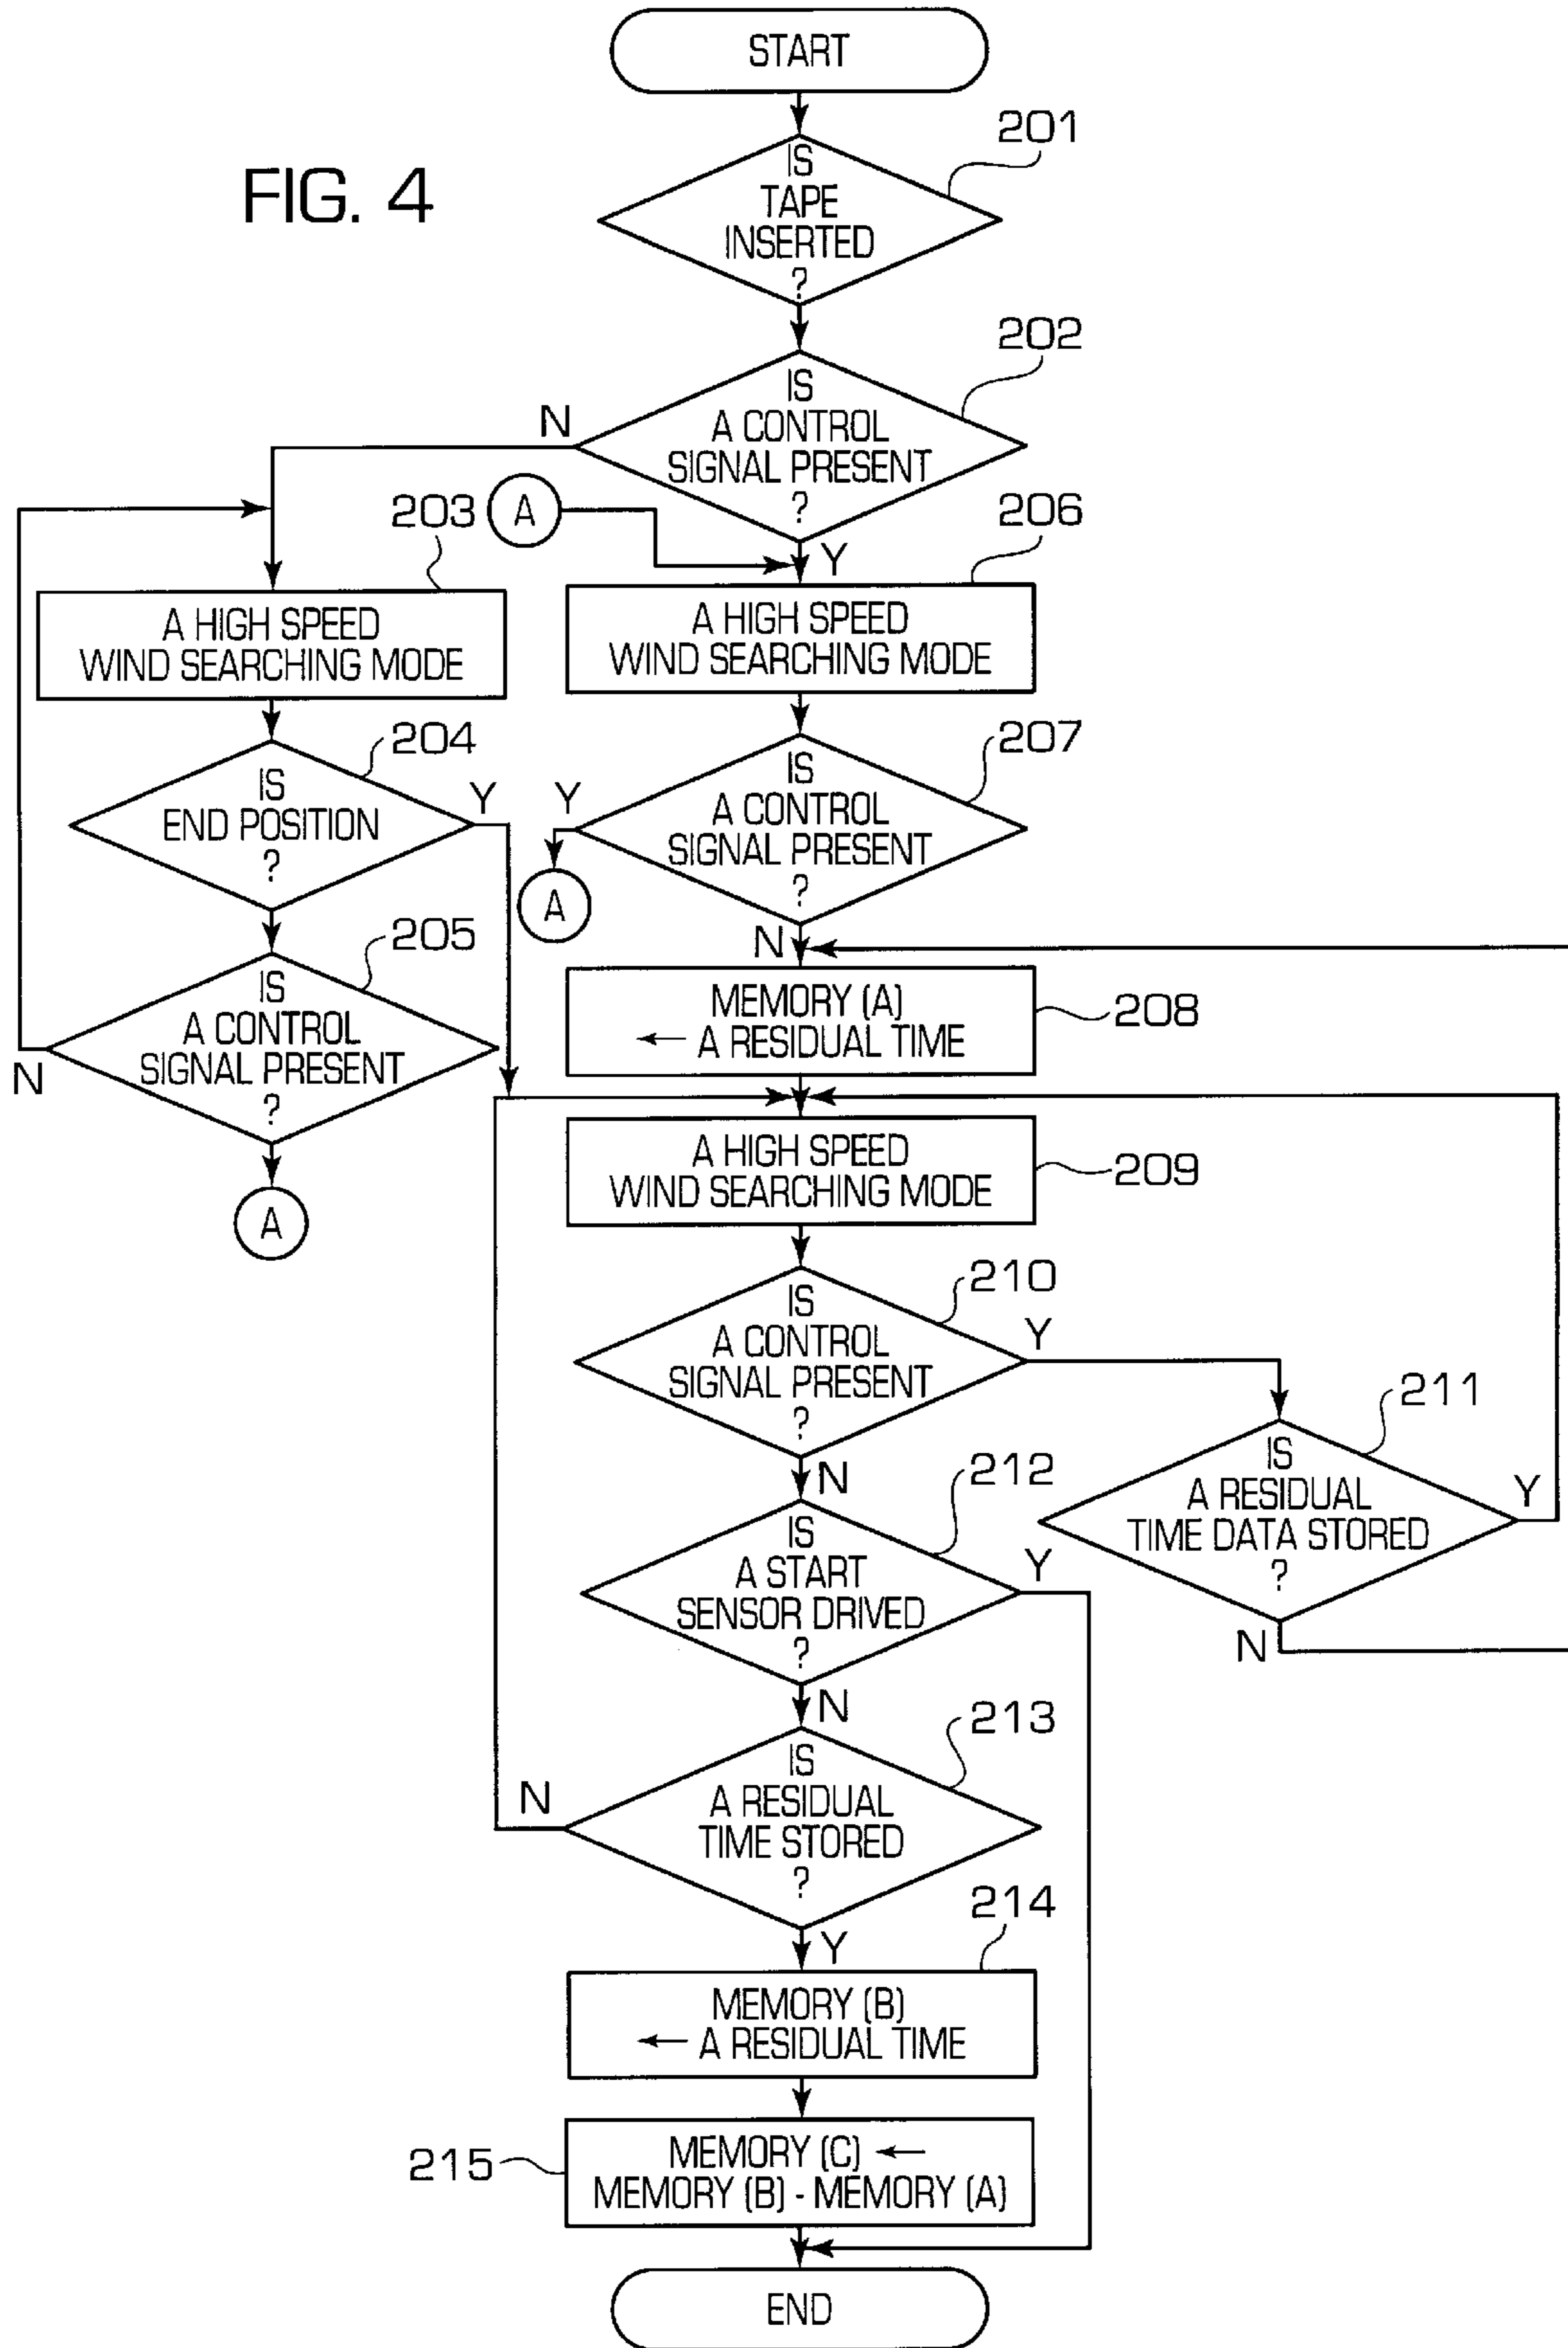 START
FIG. 4
201
IS
TAPE
INSERTED
?
202
IS
A CONTROL
SIGNAL PRESENT
?
N
Y
203
A
206
A HIGH SPEED
WIND SEARCHING MODE
A HIGH SPEED
WIND SEARCHING MODE
204
IS
END POSITION
?
Y
207
IS
A CONTROL
SIGNAL PRESENT
?
Y
A
N
205
IS
A CONTROL
SIGNAL PRESENT
?
N
A
MEMORY (A)
← A RESIDUAL TIME
208
A HIGH SPEED
WIND SEARCHING MODE
209
210
IS
A CONTROL
SIGNAL PRESENT
?
Y
N
211
IS
A RESIDUAL
TIME DATA STORED
?
Y
N
212
IS
A START
SENSOR DRIVED
?
Y
N
213
IS
A RESIDUAL
TIME STORED
?
N
Y
214
MEMORY (B)
← A RESIDUAL TIME
215
MEMORY (C) ←
MEMORY (B) - MEMORY (A)
END